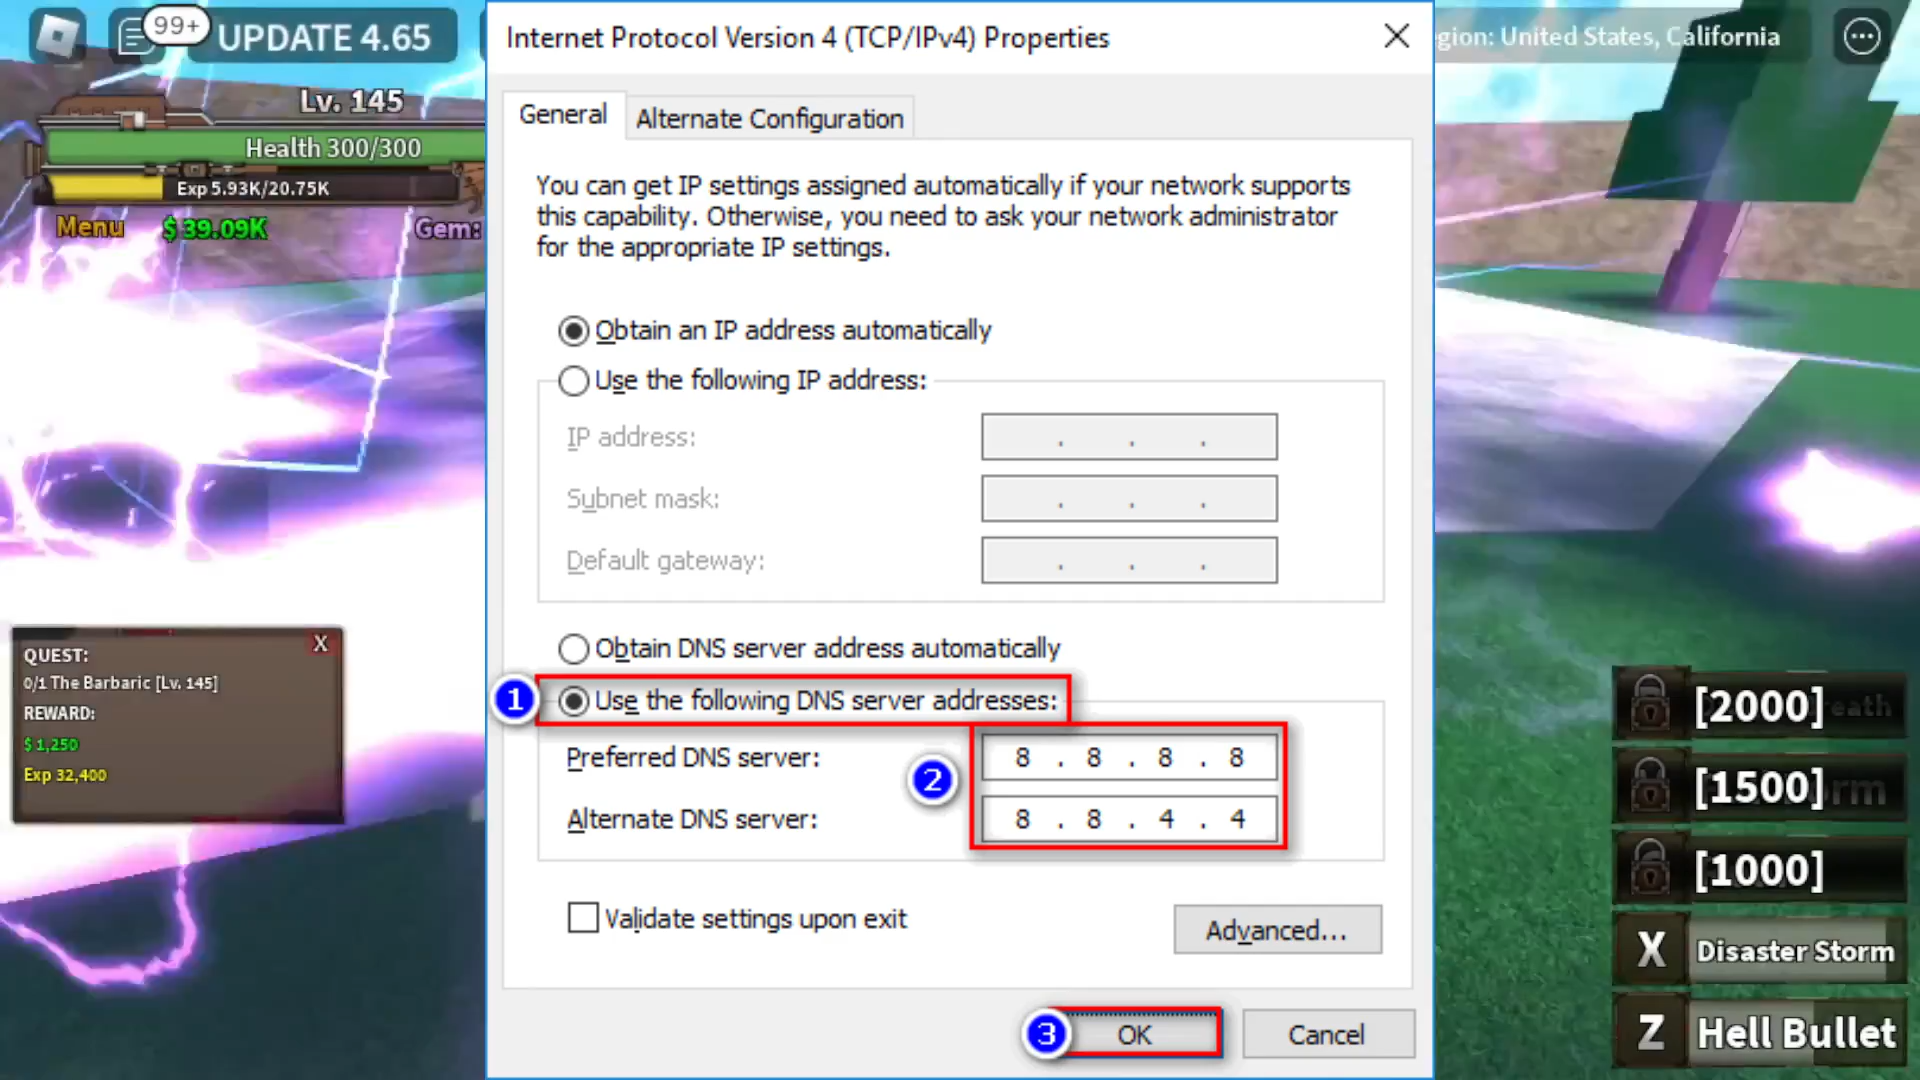 99+
UPDATE 4.65
Lv. 145
Health 300/300
Exp 5.93K/20.75K
Menu
$ 39.09K
Gem:
QUEST:
X
0/1 The Barbaric [Lv. 145]
REWARD:
$ 1,250
Exp 32,400
Internet Protocol Version 4 (TCP/IPv4) Properties
General
Alternate Configuration
You can get IP settings assigned automatically if your network supports
this capability. Otherwise, you need to ask your network administrator
for the appropriate IP settings.
Obtain an IP address automatically
Use the following IP address:
IP address:
. . .
Subnet mask:
. . .
Default gateway:
. . .
Obtain DNS server address automatically
1
Use the following DNS server addresses:
Preferred DNS server:
8 . 8 . 8 . 8
2
Alternate DNS server:
8 . 8 . 4 . 4
Validate settings upon exit
Advanced...
3
OK
Cancel
gion: United States, California
[2000]
[1500]
[1000]
X
Disaster Storm
Z
Hell Bullet